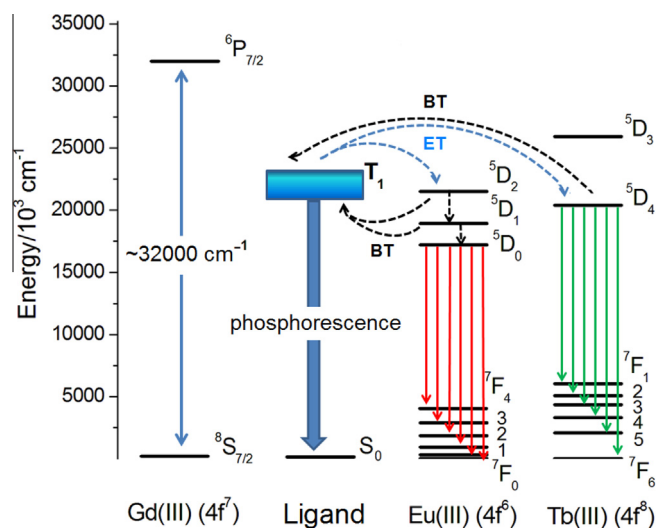 Energy/10³ cm⁻¹
35000
30000
25000
20000
15000
10000
5000
⁶P₇/₂
~32000 cm⁻¹
⁸S₇/₂
Gd(III) (4f⁷)
T₁
phosphorescence
S₀
Ligand
BT
ET
BT
⁵D₂
⁵D₁
⁵D₀
⁷F₄
3
2
1
⁷F₀
Eu(III) (4f⁶)
⁵D₃
⁵D₄
⁷F₁
2
3
4
5
⁷F₆
Tb(III) (4f⁸)